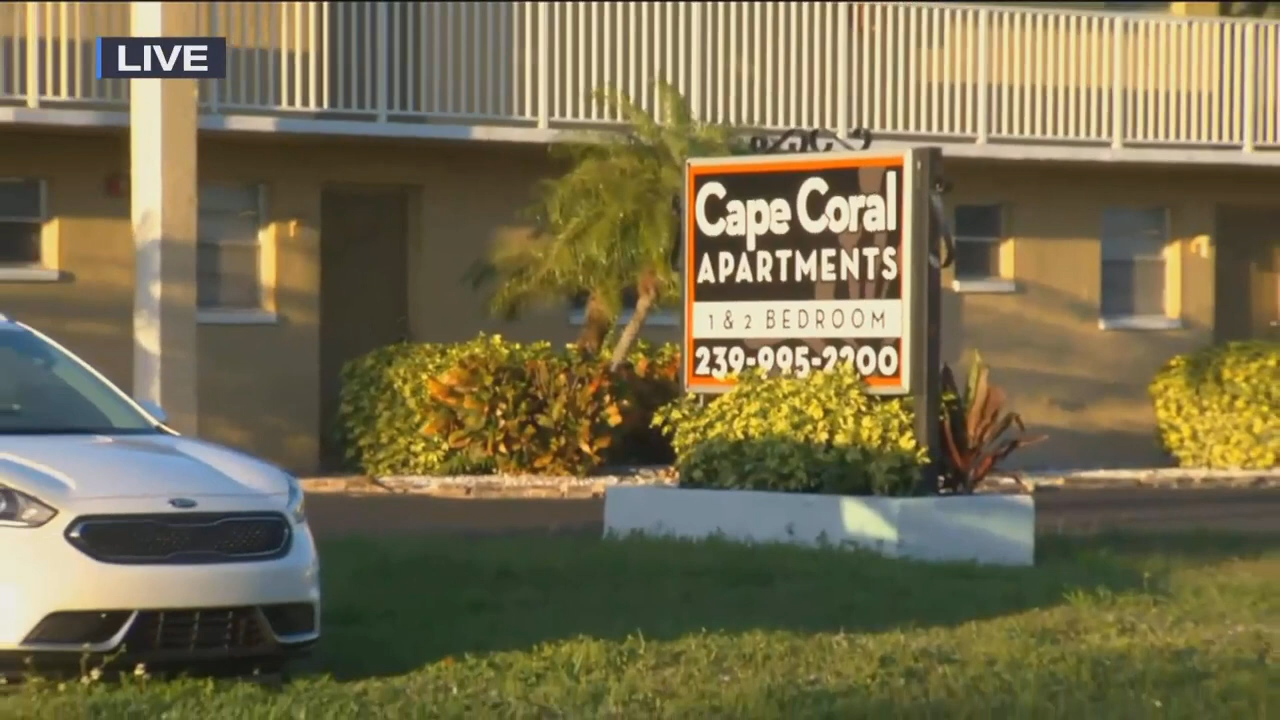 LIVE
Cape Coral
APARTMENTS
1 & 2 BEDROOM
239-995-2200